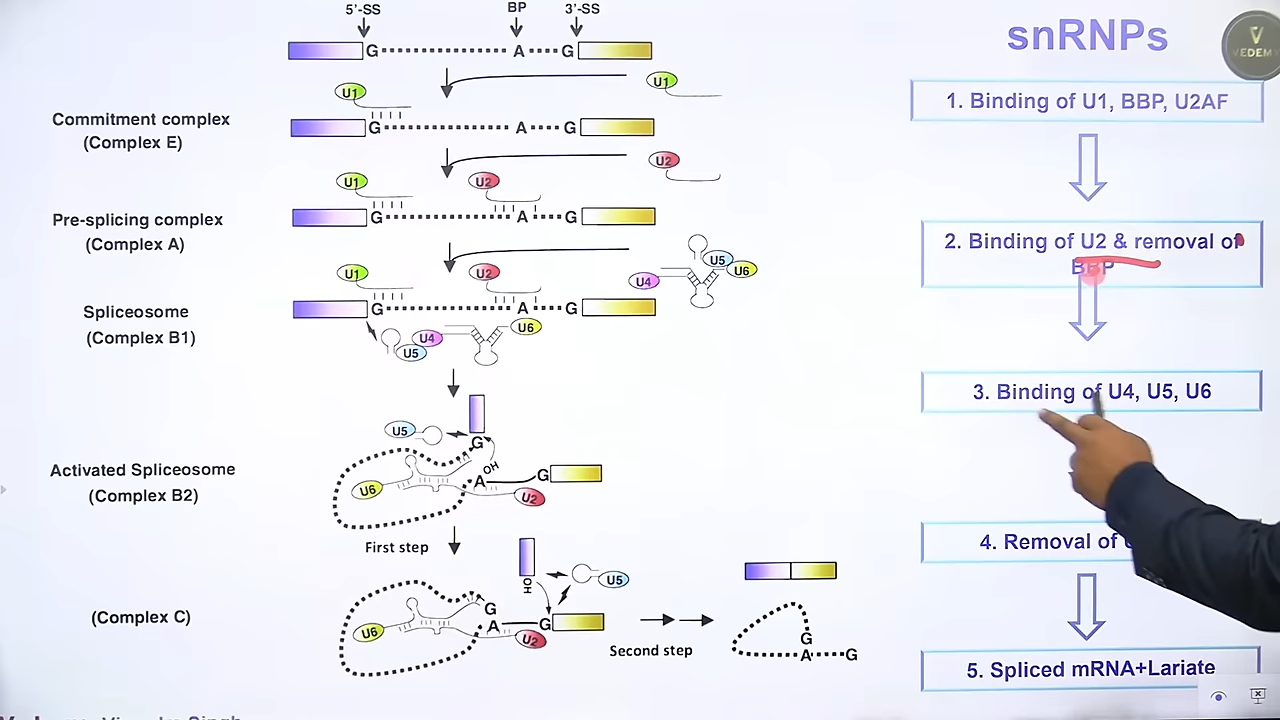 5'-SS
BP
3'-SS
G
A
G
snRNPs
U1
U1
Commitment complex
(Complex E)
G
A
G
1. Binding of U1, BBP, U2AF
U2
U1
U2
Pre-splicing complex
(Complex A)
G
A
G
2. Binding of U2 & removal of
BBP
U5
U6
U4
U1
U2
Spliceosome
(Complex B1)
G
A
G
U6
U4
U5
3. Binding of U4, U5, U6
U5
G
OH
A
G
Activated Spliceosome
(Complex B2)
U6
U2
First step
4. Removal of
OH
U5
(Complex C)
G
A
G
U6
U2
Second step
G
A
G
5. Spliced mRNA+Lariate